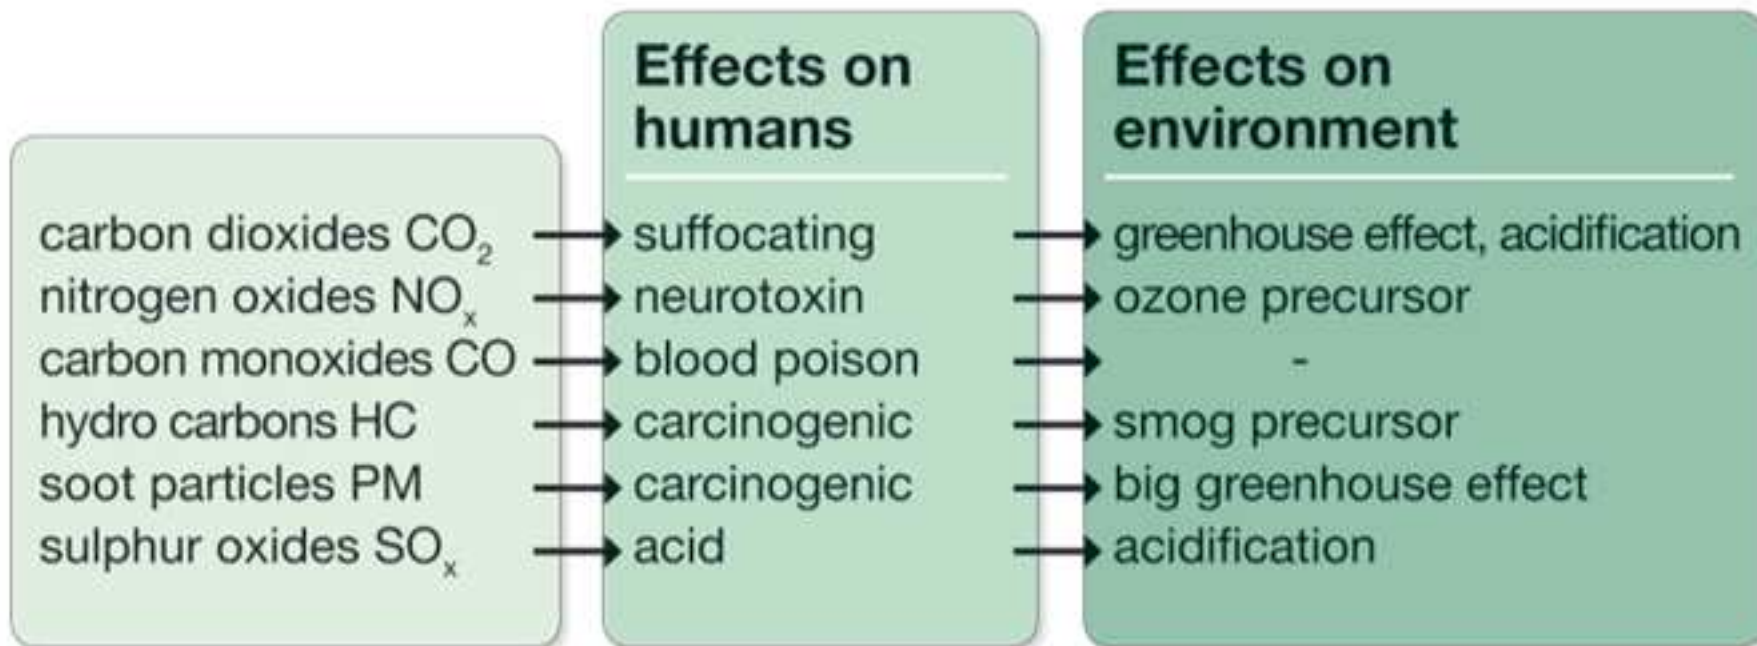 Effects on
humans
Effects on
environment
carbon dioxides CO₂ → suffocating → greenhouse effect, acidification
nitrogen oxides NOₓ → neurotoxin → ozone precursor
carbon monoxides CO → blood poison → -
hydro carbons HC → carcinogenic → smog precursor
soot particles PM → carcinogenic → big greenhouse effect
sulphur oxides SOₓ → acid → acidification